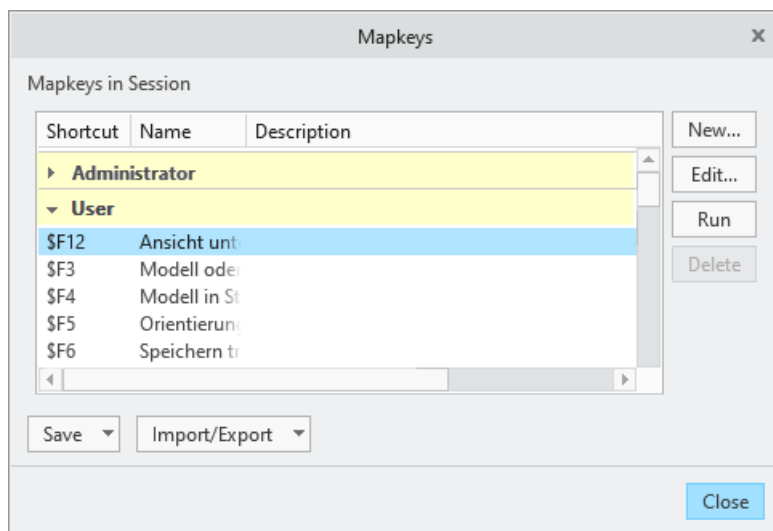 Mapkeys
Mapkeys in Session
Shortcut Name Description
New...
Administrator
Edit...
User
Run
$F12 Ansicht unt
Delete
$F3 Modell oder
$F4 Modell in St
$F5 Orientierun
$F6 Speichern tr
Save Import/Export
Close